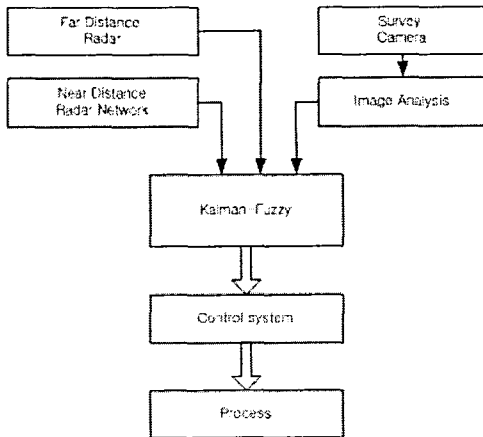 Far Distance
Radar
Survey
Camera
Near Distance
Radar Network
Image Analysis
Kalman-Fuzzy
Control system
Process